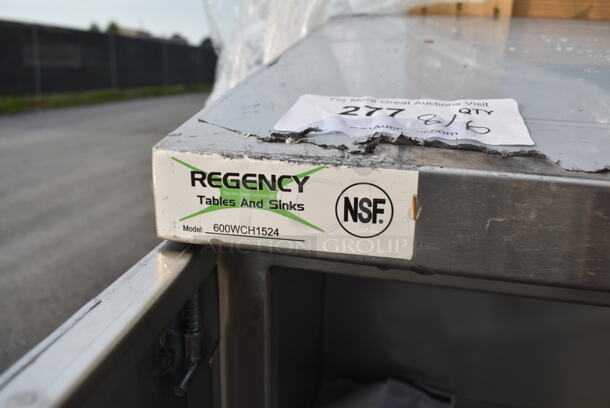 For More Great Auctions Visit
277 8/6 QTY
REGENCY
Tables And Sinks
Model: 600WCH1524
NSF
AUCTION GROUP